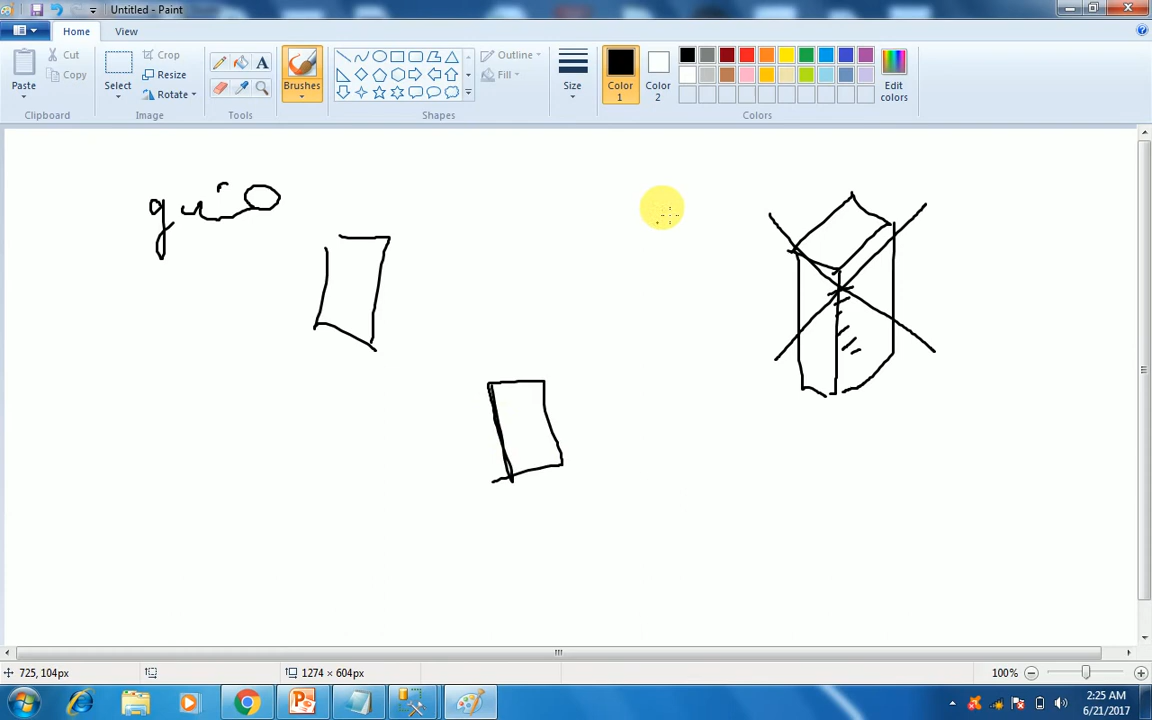 Untitled - Paint
Home View
Cut
Copy
Paste
Clipboard
Crop
Resize
Rotate
Select
Image
Tools
Brushes
Outline
Fill
Shapes
Size
Color 1
Color 2
Edit colors
Colors
725, 104px
1274 × 604px
100%
2:25 AM
6/21/2017